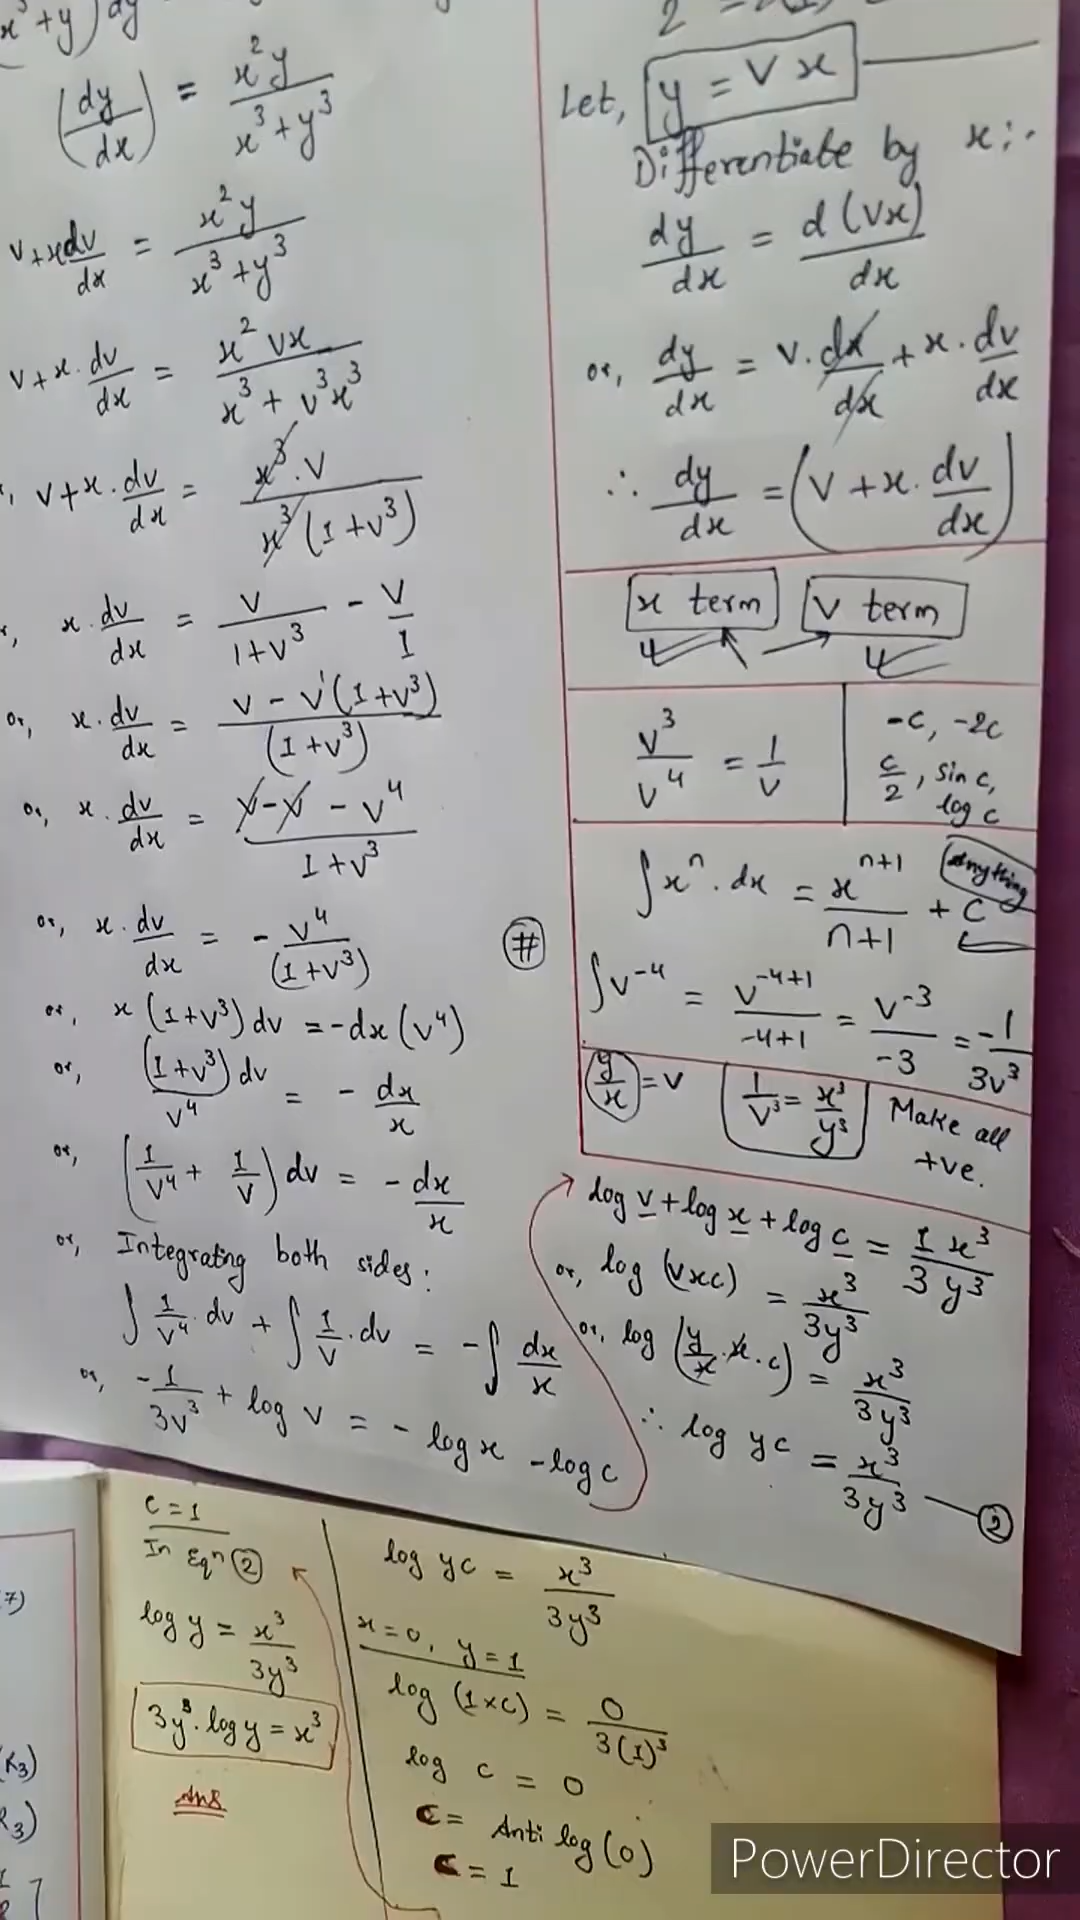 (x³+y³)dy
(dy/dx) = x²y/(x³+y³)
v+xdv/dx = x²y/(x³+y³)
v+x.dv/dx = x²vx/(x³+v³x³)
, v+x.dv/dx = x³.v/(x³(1+v³))
, x.dv/dx = v/(1+v³) - v/1
or, x.dv/dx = (v-v(1+v³))/(1+v³)
or, x.dv/dx = (v-v-v⁴)/(1+v³)
or, x.dv/dx = -v⁴/(1+v³)
or, x(1+v³)dv = -dx(v⁴)
or, (1+v³)dv/v⁴ = -dx/x
or, (1/v⁴+1/v)dv = -dx/x
or, Integrating both sides:
∫1/v⁴.dv + ∫1/v.dv = -∫dx/x
or, -1/3v³ + log v = -log x - log c
Let, y = vx
Differentiate by x:-
dy/dx = d(vx)/dx
or, dy/dx = v.dx/dx + x.dv/dx
∴ dy/dx = (v+x.dv/dx)
x term v term
v³/v⁴ = 1/v
-c, -2c
c/2, sin c,
log c
#
∫xⁿ.dx = xⁿ⁺¹/(n+1) + c
Anything
∫v⁻⁴ = v⁻⁴⁺¹/(-4+1) = v⁻³/-3 = -1/3v³
y/x = v
1/v³ = x³/y³
Make all
+ve.
log v + log x + log c = 1/3 x³/y³
or, log (vxc) = x³/3y³
or, log (y/x.x.c) = x³/3y³
∴ log yc = x³/3y³ — ②
c = 1
In Eqⁿ ②
log y = x³/3y³
3y³.log y = x³
Ans
log yc = x³/3y³
x=0, y=1
log (1×c) = 0/3(1)³
log c = 0
c = Anti log (0)
c = 1
7)
PowerDirector